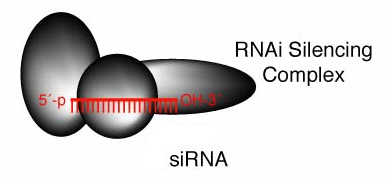 RNAi Silencing
Complex
5´-p OH-3´
siRNA